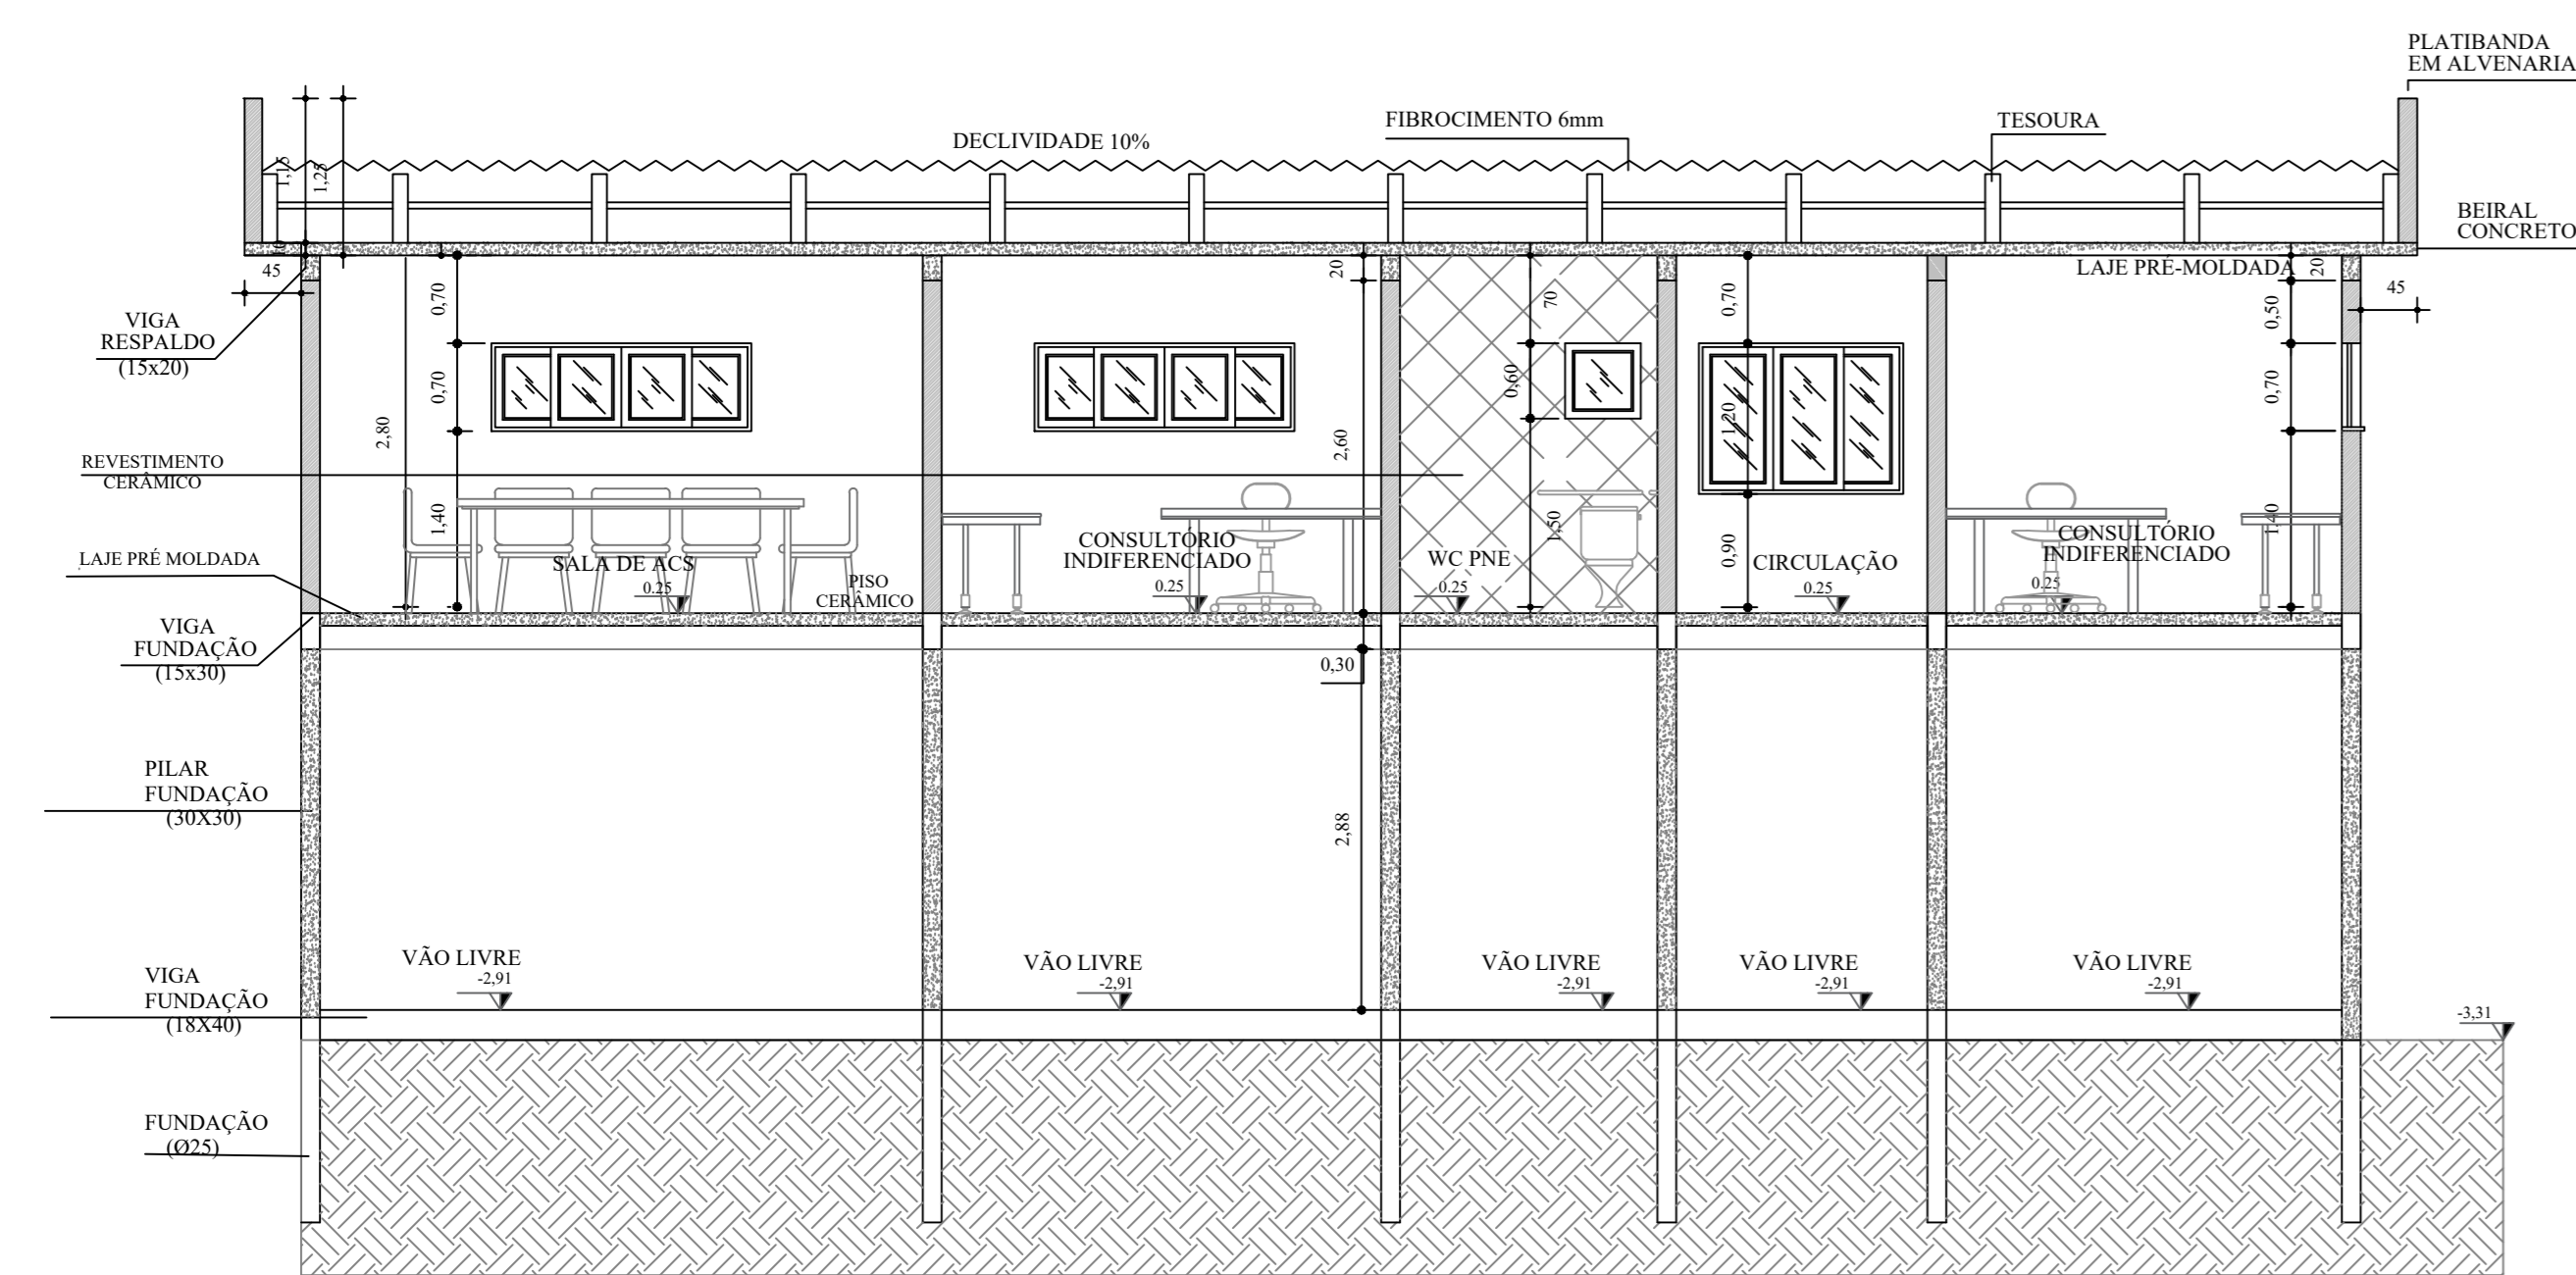 PLATIBANDA
EM ALVENARIA
FIBROCIMENTO 6mm
TESOURA
DECLIVIDADE 10%
1,15
1,25
10
BEIRAL
CONCRETO
45
20
LAJE PRÉ-MOLDADA
20
45
VIGA
RESPALDO
(15x20)
0,70
70
0,70
0,50
0,70
0,60
1,20
0,70
2,80
2,60
REVESTIMENTO
CERÂMICO
1,40
1,50
0,90
1,40
LAJE PRÉ MOLDADA
SALA DE ACS
0.25
PISO
CERÂMICO
CONSULTÓRIO
INDIFERENCIADO
0.25
WC PNE
0.25
CIRCULAÇÃO
0.25
CONSULTÓRIO
INDIFERENCIADO
0.25
VIGA
FUNDAÇÃO
(15x30)
0,30
PILAR
FUNDAÇÃO
(30X30)
2,88
VIGA
FUNDAÇÃO
(18X40)
VÃO LIVRE
-2,91
VÃO LIVRE
-2,91
VÃO LIVRE
-2,91
VÃO LIVRE
-2,91
VÃO LIVRE
-2,91
-3,31
FUNDAÇÃO
(Ø25)